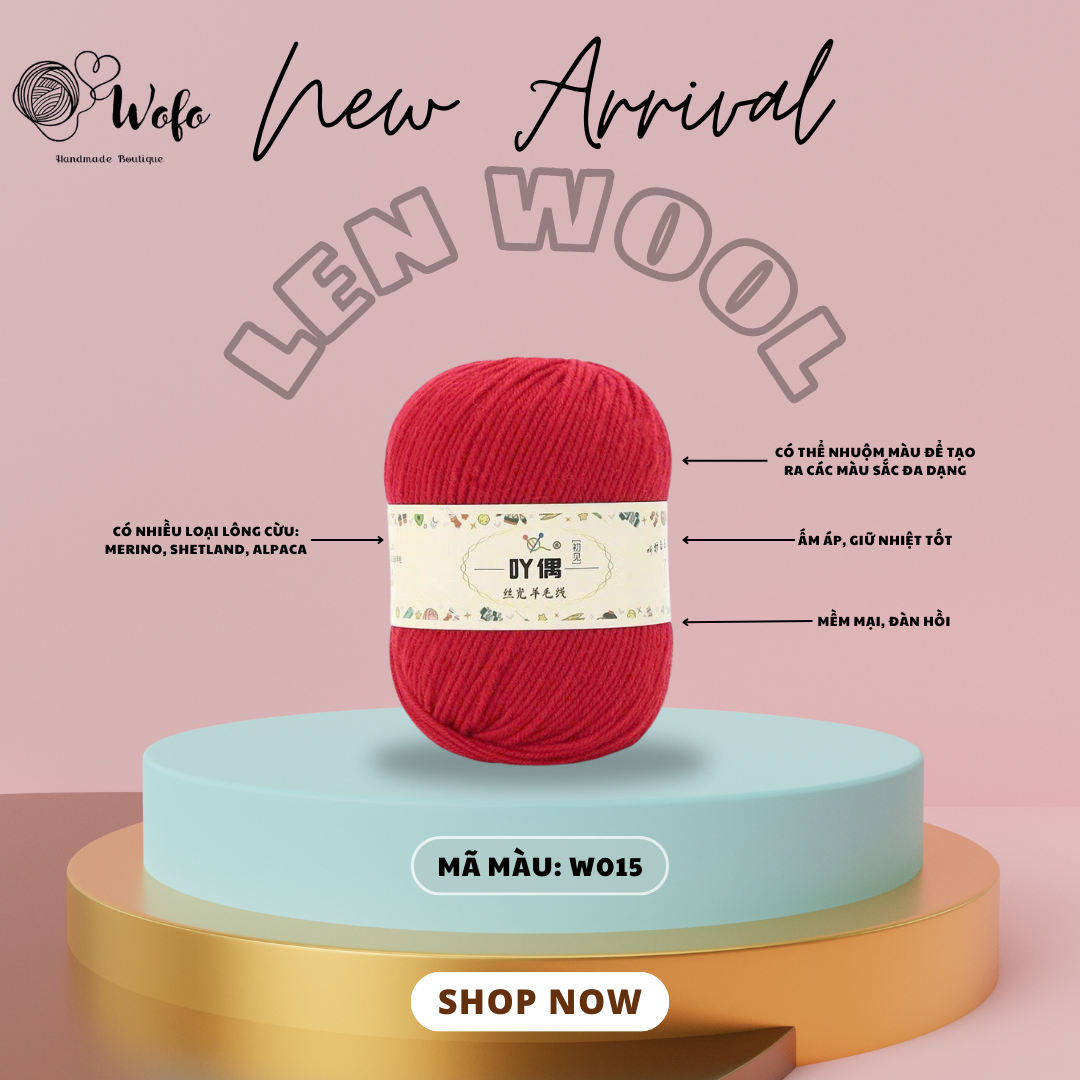 Wofo
Handmade Boutique
New Arrival
LEN WOOL
CÓ THỂ NHUỘM MÀU ĐỂ TẠO
RA CÁC MÀU SẮC ĐA DẠNG
CÓ NHIỀU LOẠI LÔNG CỪU:
MERINO, SHETLAND, ALPACA
ẤM ÁP, GIỮ NHIỆT TỐT
MỀM MẠI, ĐÀN HỒI
®
[初见]
吖偶
丝光羊毛线
MÃ MÀU: W015
SHOP NOW